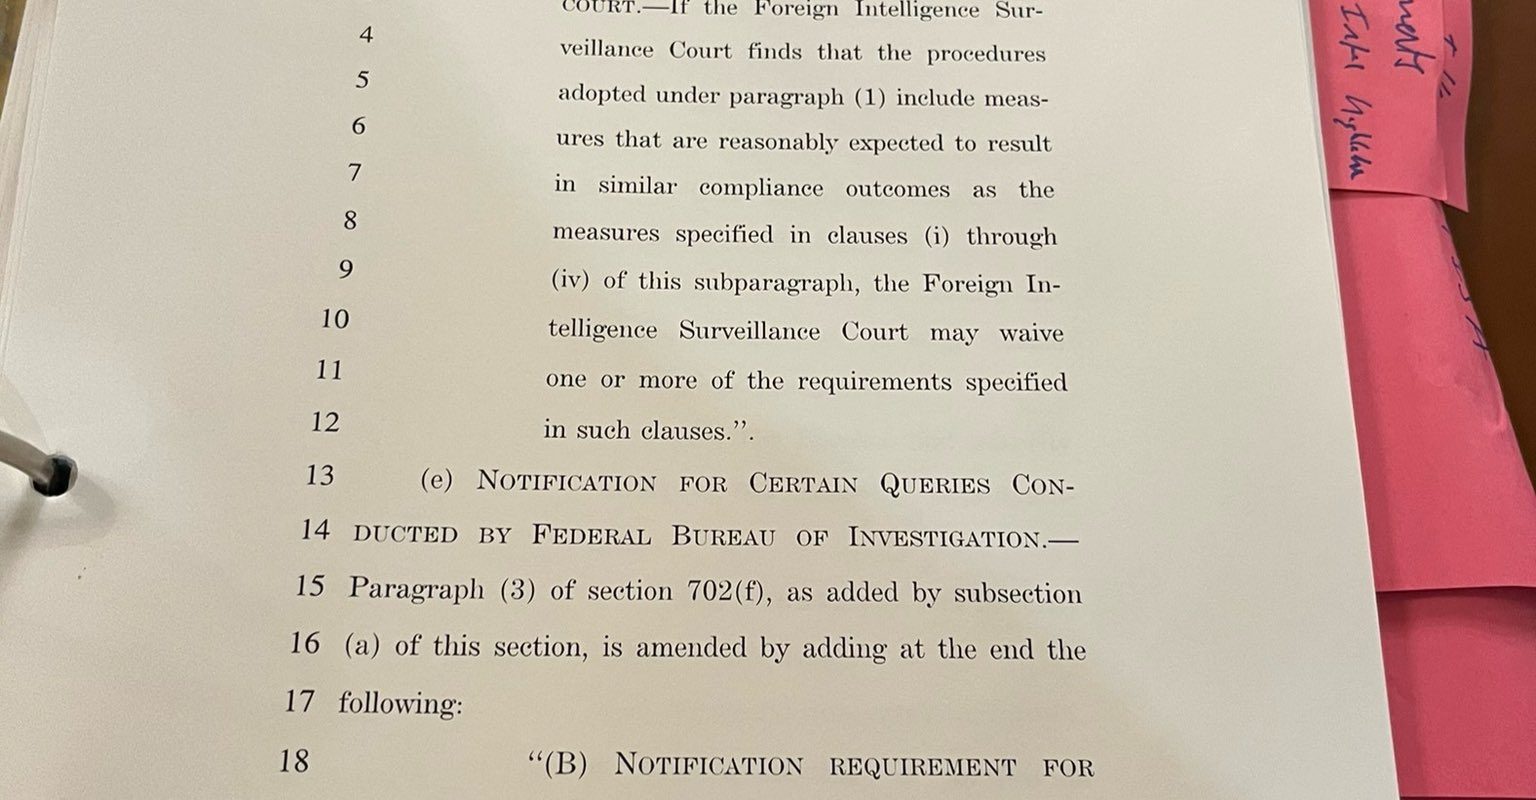 COURT.—If the Foreign Intelligence Sur-
4 veillance Court finds that the procedures
5 adopted under paragraph (1) include meas-
6 ures that are reasonably expected to result
7 in similar compliance outcomes as the
8 measures specified in clauses (i) through
9 (iv) of this subparagraph, the Foreign In-
10 telligence Surveillance Court may waive
11 one or more of the requirements specified
12 in such clauses.”.
13 (e) NOTIFICATION FOR CERTAIN QUERIES CON-
14 DUCTED BY FEDERAL BUREAU OF INVESTIGATION.—
15 Paragraph (3) of section 702(f), as added by subsection
16 (a) of this section, is amended by adding at the end the
17 following:
18 “(B) NOTIFICATION REQUIREMENT FOR